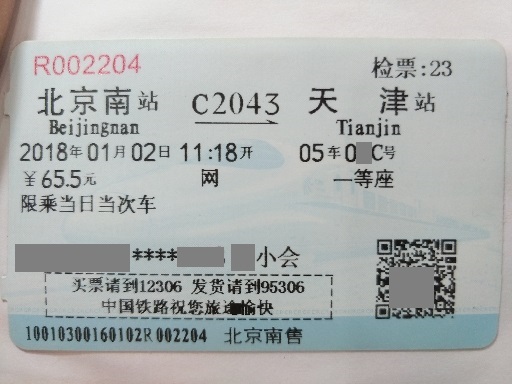 R002204 检票:23
北京南站 C2043 天津站
Beijingnan Tianjin
2018年01月02日 11:18开 05车0 C号
￥65.5元 网 一等座
限乘当日当次车
**** 小会
买票请到12306 发货请到95306
中国铁路祝您旅途愉快
10010300160102R002204 北京南售